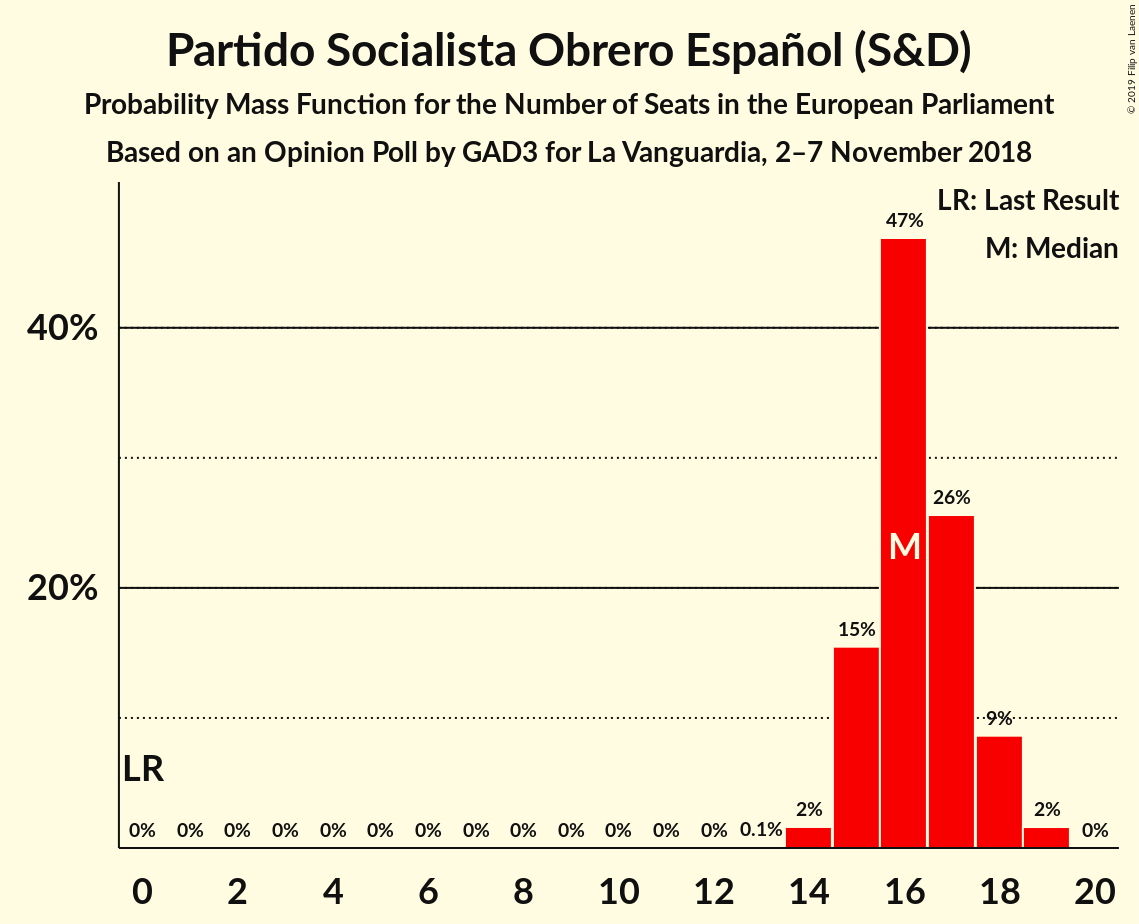 Partido Socialista Obrero Español (S&D)
Probability Mass Function for the Number of Seats in the European Parliament
Based on an Opinion Poll by GAD3 for La Vanguardia, 2–7 November 2018
© 2019 Filip van Laenen
LR: Last Result
M: Median
47%
40%
26%
M
20%
15%
9%
LR
2%
2%
0% 0% 0% 0% 0% 0% 0% 0% 0% 0% 0% 0% 0% 0.1% 0%
0 2 4 6 8 10 12 14 16 18 20